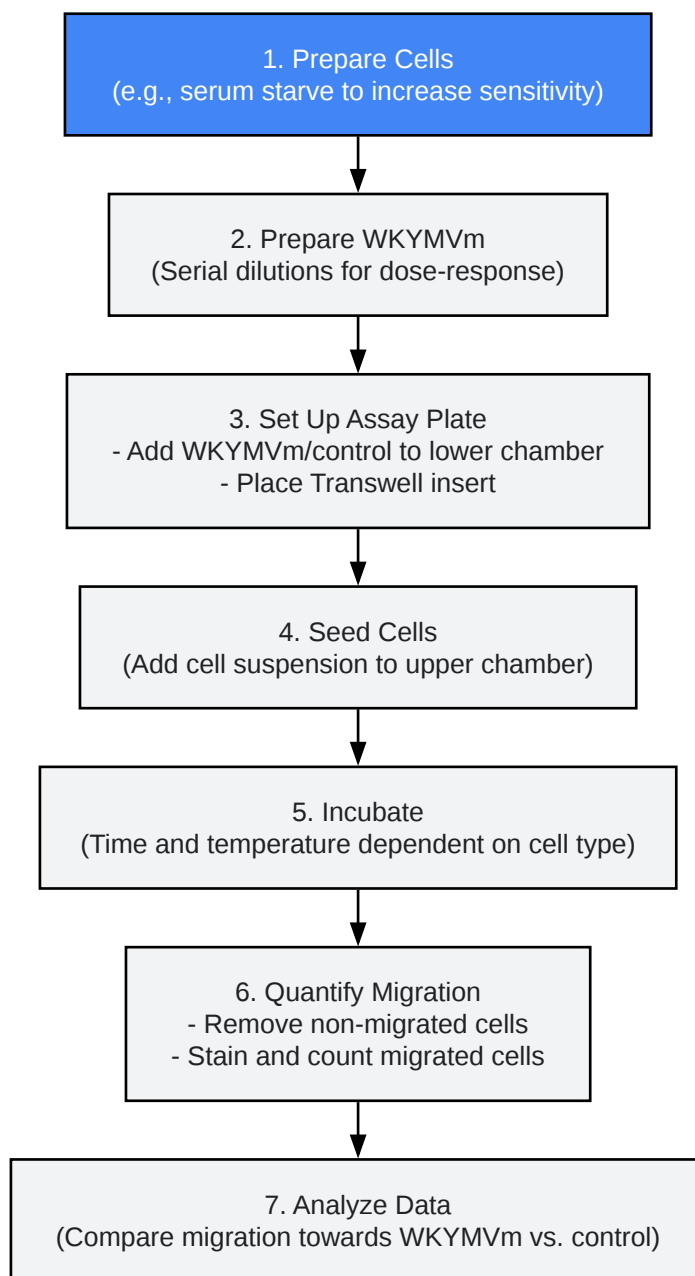 1. Prepare Cells
(e.g., serum starve to increase sensitivity)
2. Prepare WKYMVm
(Serial dilutions for dose-response)
3. Set Up Assay Plate
- Add WKYMVm/control to lower chamber
- Place Transwell insert
4. Seed Cells
(Add cell suspension to upper chamber)
5. Incubate
(Time and temperature dependent on cell type)
6. Quantify Migration
- Remove non-migrated cells
- Stain and count migrated cells
7. Analyze Data
(Compare migration towards WKYMVm vs. control)